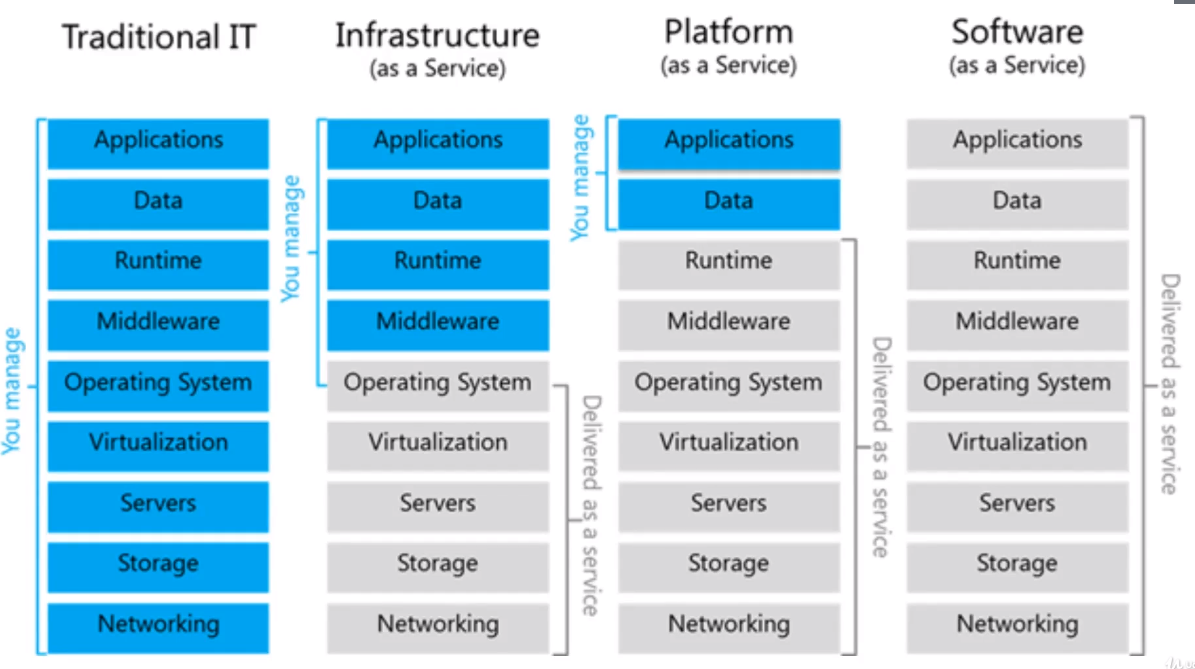 Traditional IT
Infrastructure
(as a Service)
Platform
(as a Service)
Software
(as a Service)
You manage
Applications
Data
Runtime
Middleware
Operating System
Virtualization
Servers
Storage
Networking
You manage
Applications
Data
Runtime
Middleware
Operating System
Virtualization
Servers
Storage
Networking
Delivered as a service
You manage
Applications
Data
Runtime
Middleware
Operating System
Virtualization
Servers
Storage
Networking
Delivered as a service
Applications
Data
Runtime
Middleware
Operating System
Virtualization
Servers
Storage
Networking
Delivered as a service